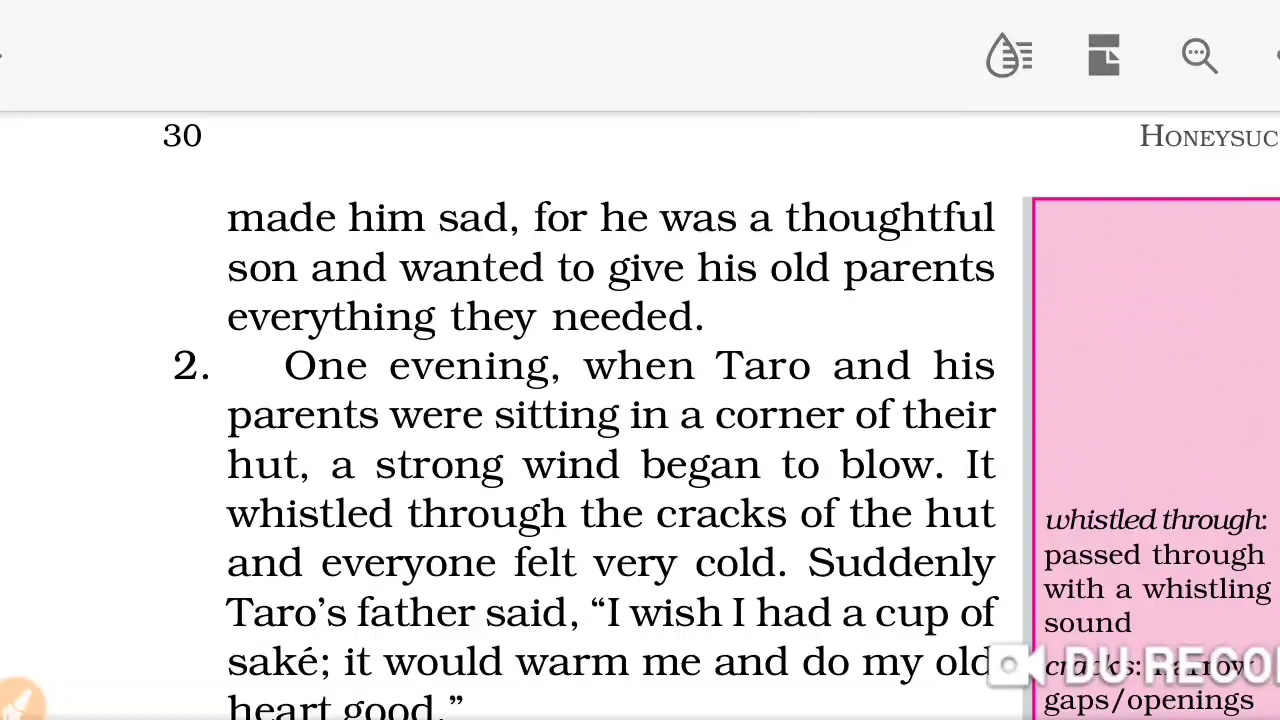 30
HONEYSUC
made him sad, for he was a thoughtful
son and wanted to give his old parents
everything they needed.
2. One evening, when Taro and his
parents were sitting in a corner of their
hut, a strong wind began to blow. It
whistled through the cracks of the hut
and everyone felt very cold. Suddenly
Taro's father said, “I wish I had a cup of
saké; it would warm me and do my old
heart good.”
whistled through:
passed through
with a whistling
sound
cracks: narrow
gaps/openings
DU RECO